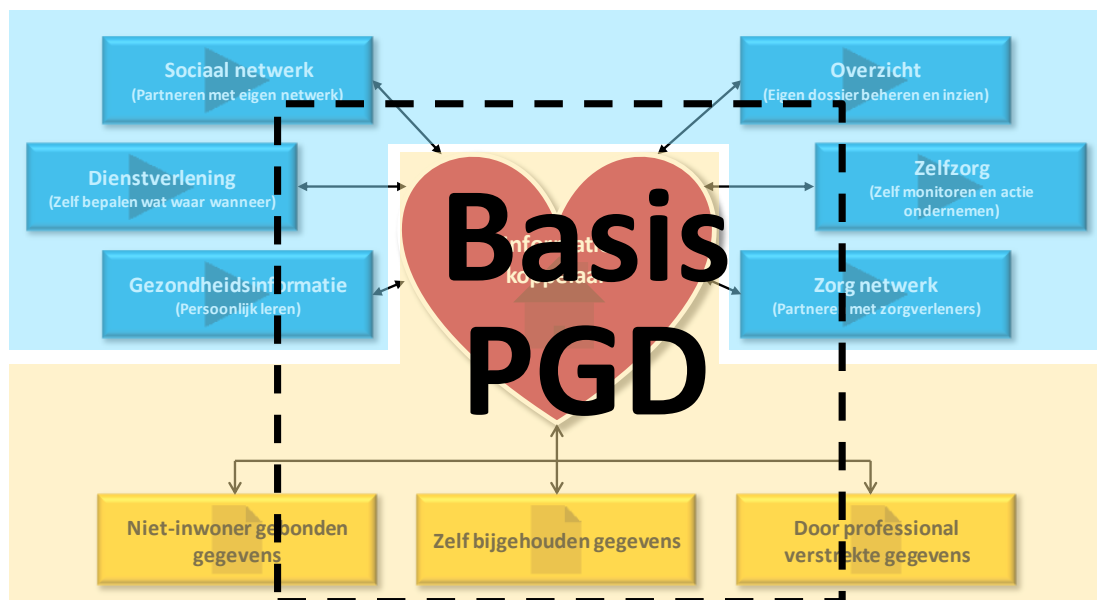 Sociaal netwerk
(Partneren met eigen netwerk)
Overzicht
(Eigen dossier beheren en inzien)
Dienstverlening
(Zelf bepalen wat waar wanneer)
Zelfzorg
(Zelf monitoren en actie
ondernemen)
Gezondheidsinformatie
(Persoonlijk leren)
Basis
PGD
Zorg netwerk
(Partneren met zorgverleners)
Niet-inwoner gebonden
gegevens
Zelf bijgehouden gegevens
Door professional
verstrekte gegevens